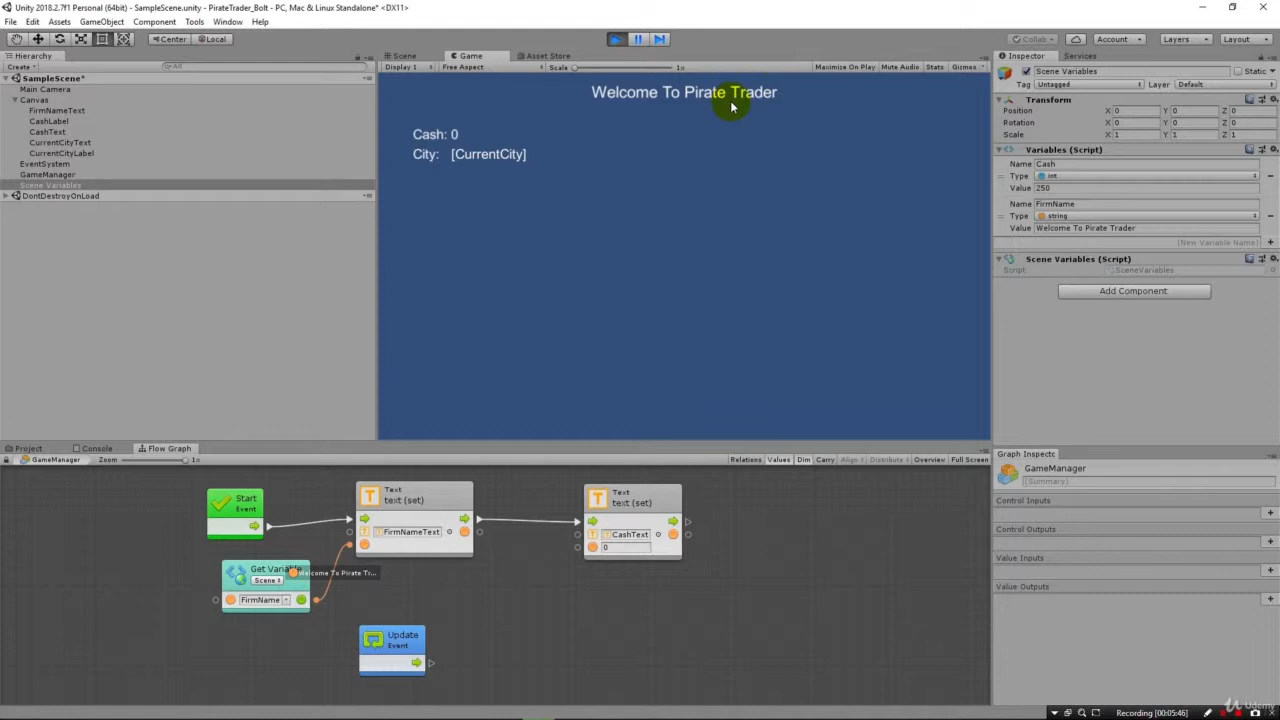 Unity 2018.2.7f1 Personal (64bit) - SampleScene.unity - PirateTrader_Bolt - PC, Mac & Linux Standalone* <DX11>
File Edit Assets GameObject Component Tools Window Help
Center Local Collab Account Layers Layout
Hierarchy Scene Game Asset Store Inspector Services
Create All Display 1 Free Aspect Scale 1x Maximize On Play Mute Audio Stats Gizmos
Scene Variables Static
SampleScene*
Main Camera
Canvas
FirmNameText
CashLabel
CashText
CurrentCityText
CurrentCityLabel
EventSystem
GameManager
Scene Variables
DontDestroyOnLoad
Welcome To Pirate Trader
Cash: 0
City: [CurrentCity]
Tag Untagged Layer Default
Transform
Position X 0 Y 0 Z 0
Rotation X 0 Y 0 Z 0
Scale X 1 Y 1 Z 1
Variables (Script)
Name Cash
Type int
Value 250
Name FirmName
Type string
Value Welcome To Pirate Trader
(New Variable Name)
Scene Variables (Script)
Script SceneVariables
Add Component
Project Console Flow Graph
GameManager Zoom 1x Relations Values Dim Carry Align Distribute Overview Full Screen
Start
Event
Text
text (set)
FirmNameText
Text
text (set)
CashText
0
Get Variable
Scene
Welcome To Pirate Tr...
FirmName
Update
Event
Graph Inspecto
GameManager
(Summary)
Control Inputs
Control Outputs
Value Inputs
Value Outputs
Udemy
Recording [00:05:46]